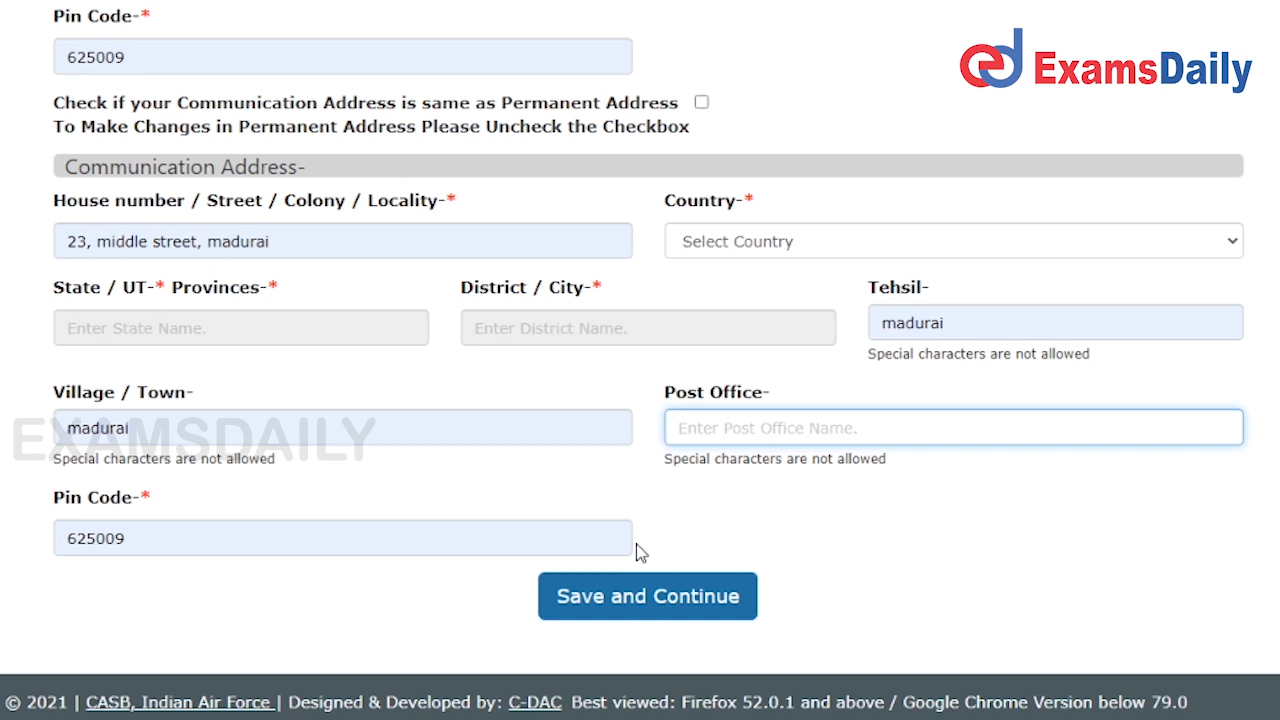 Pin Code-*
625009
ExamsDaily
Check if your Communication Address is same as Permanent Address
To Make Changes in Permanent Address Please Uncheck the Checkbox
Communication Address-
House number / Street / Colony / Locality-* Country-*
23, middle street, madurai Select Country
State / UT-* Provinces-* District / City-* Tehsil-
Enter State Name. Enter District Name. madurai
Special characters are not allowed
Village / Town- Post Office-
madurai Enter Post Office Name.
EXAMSDAILY
Special characters are not allowed Special characters are not allowed
Pin Code-*
625009
Save and Continue
© 2021 | CASB, Indian Air Force | Designed & Developed by: C-DAC Best viewed: Firefox 52.0.1 and above / Google Chrome Version below 79.0